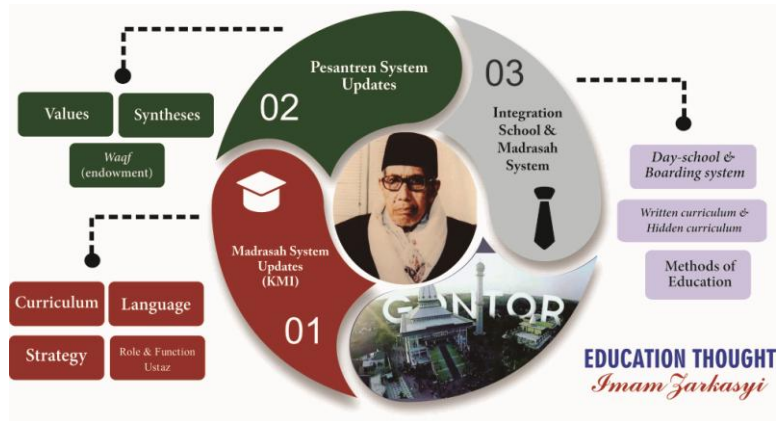 Pesantren System
Updates
02
03
Integration
School &
Madrasah
System
Values
Syntheses
Waqf
(endowment)
Madrasah System
Updates
(KMI)
01
Curriculum
Language
Strategy
Role & Function
Ustaz
Day-school &
Boarding system
Written curriculum &
Hidden curriculum
Methods of
Education
GONTOR
EDUCATION THOUGHT
Imam Zarkasyi